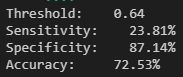 Threshold: 0.64
Sensitivity: 23.81%
Specificity: 87.14%
Accuracy: 72.53%